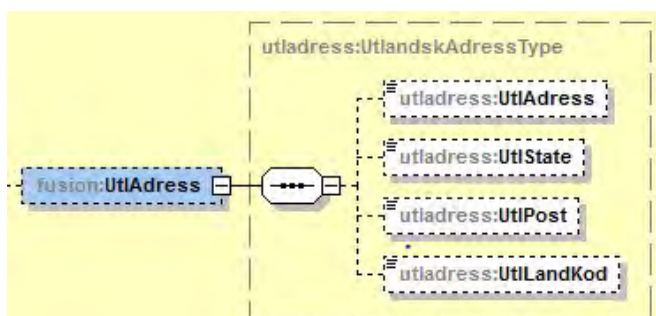 utladress:UtlandskAdressType
utladress:UtlAdress
utladress:UtlState
fusion:UtlAdress
utladress:UtlPost
utladress:UtlLandKod